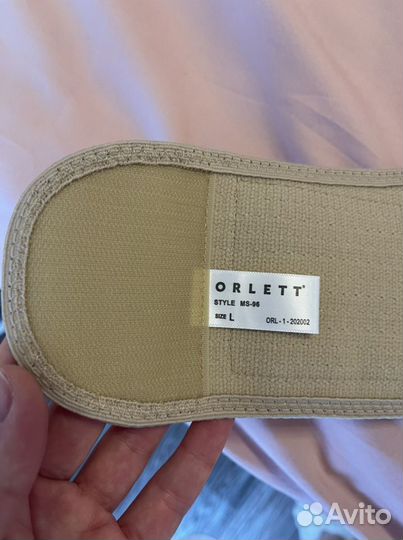 ORLETT®
STYLE MS-96
SIZE L ORL - 1 - 202002
Avito